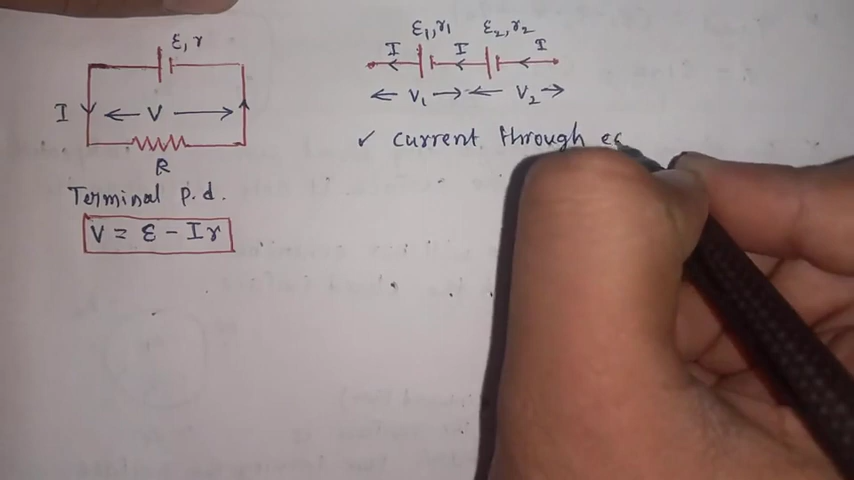 ε, r
I
V
R
Terminal p.d.
V = ε - Ir
ε₁, r₁ ε₂, r₂
I I I
V₁ V₂
✓ current through